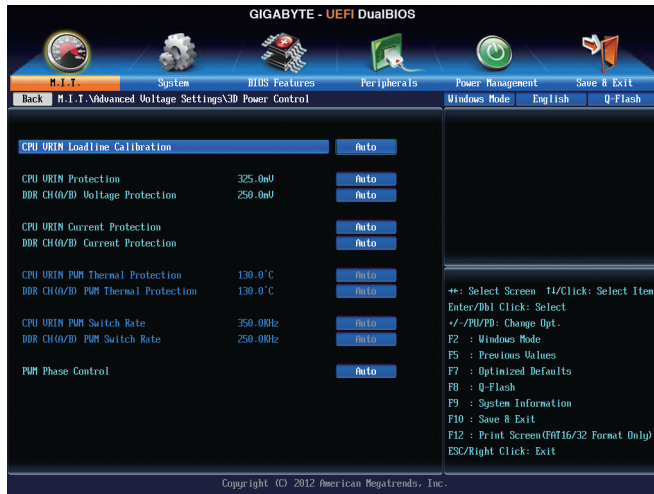 GIGABYTE - UEFI DualBIOS
M.I.T. System BIOS Features Peripherals Power Management Save & Exit
Back M.I.T.\Advanced Voltage Settings\3D Power Control Windows Mode English Q-Flash
CPU VRIN Loadline Calibration Auto
CPU VRIN Protection 325.0mV Auto
DDR CH(A/B) Voltage Protection 250.0mV Auto
CPU VRIN Current Protection Auto
DDR CH(A/B) Current Protection Auto
CPU VRIN PWM Thermal Protection 130.0°C Auto
DDR CH(A/B) PWM Thermal Protection 130.0°C Auto
CPU VRIN PWM Switch Rate 350.0KHz Auto
DDR CH(A/B) PWM Switch Rate 250.0KHz Auto
PWM Phase Control Auto
→←: Select Screen ↑↓/Click: Select Item
Enter/Dbl Click: Select
+/-/PU/PD: Change Opt.
F2 : Windows Mode
F5 : Previous Values
F7 : Optimized Defaults
F8 : Q-Flash
F9 : System Information
F10 : Save & Exit
F12 : Print Screen(FAT16/32 Format Only)
ESC/Right Click: Exit
Copyright (C) 2012 American Megatrends, Inc.